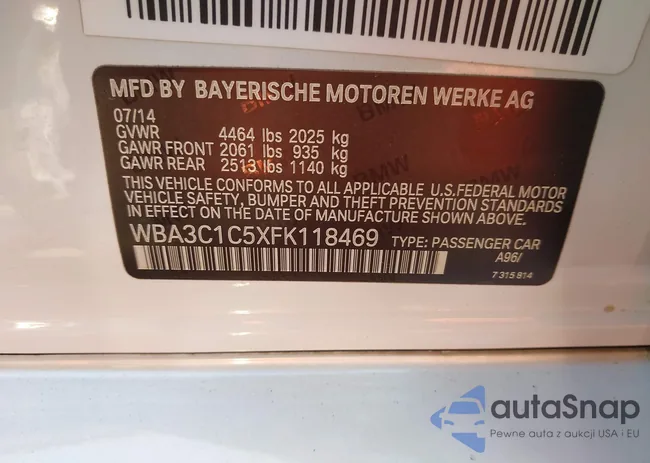 MFD BY BAYERISCHE MOTOREN WERKE AG
07/14
GVWR 4464 lbs 2025 kg
GAWR FRONT 2061 lbs 935 kg
GAWR REAR 2513 lbs 1140 kg
THIS VEHICLE CONFORMS TO ALL APPLICABLE U.S.FEDERAL MOTOR
VEHICLE SAFETY, BUMPER AND THEFT PREVENTION STANDARDS
IN EFFECT ON THE DATE OF MANUFACTURE SHOWN ABOVE.
WBA3C1C5XFK118469 TYPE: PASSENGER CAR
A96/
7 315 814
autaSnap
Pewne auta z aukcji USA i EU